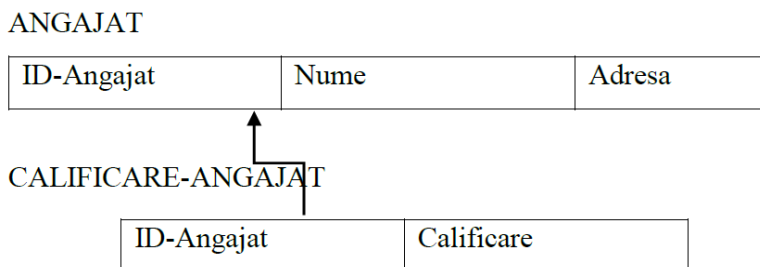 ANGAJAT
ID-Angajat Nume Adresa
CALIFICARE-ANGAJAT
ID-Angajat Calificare